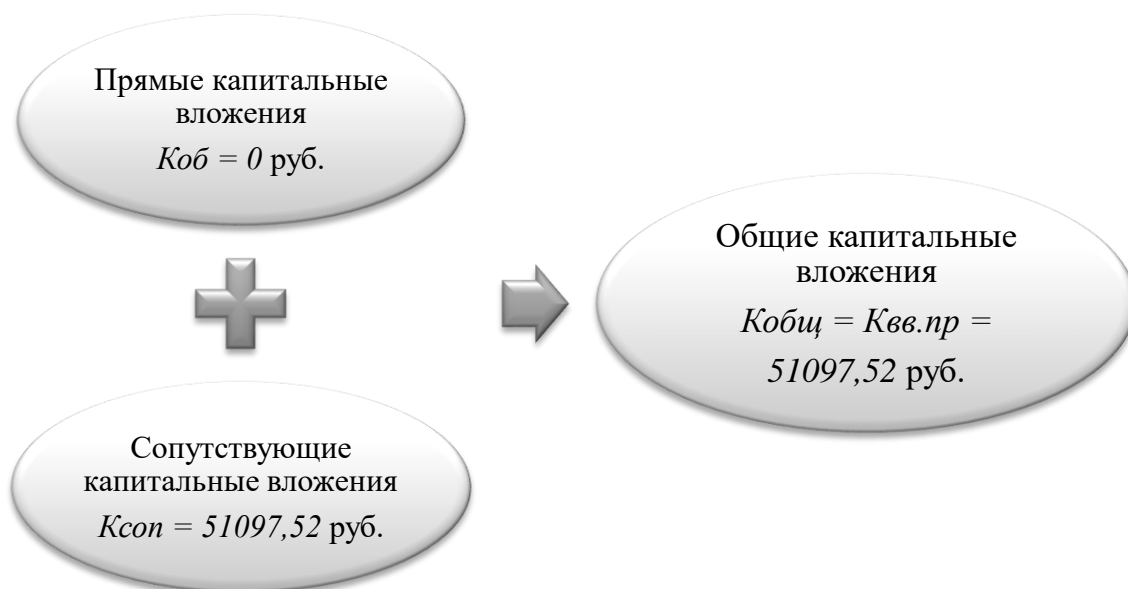 Прямые капитальные
вложения
Коб = 0 руб.
Сопутствующие
капитальные вложения
Ксоп = 51097,52 руб.
Общие капитальные
вложения
Кобщ = Квв.пр =
51097,52 руб.